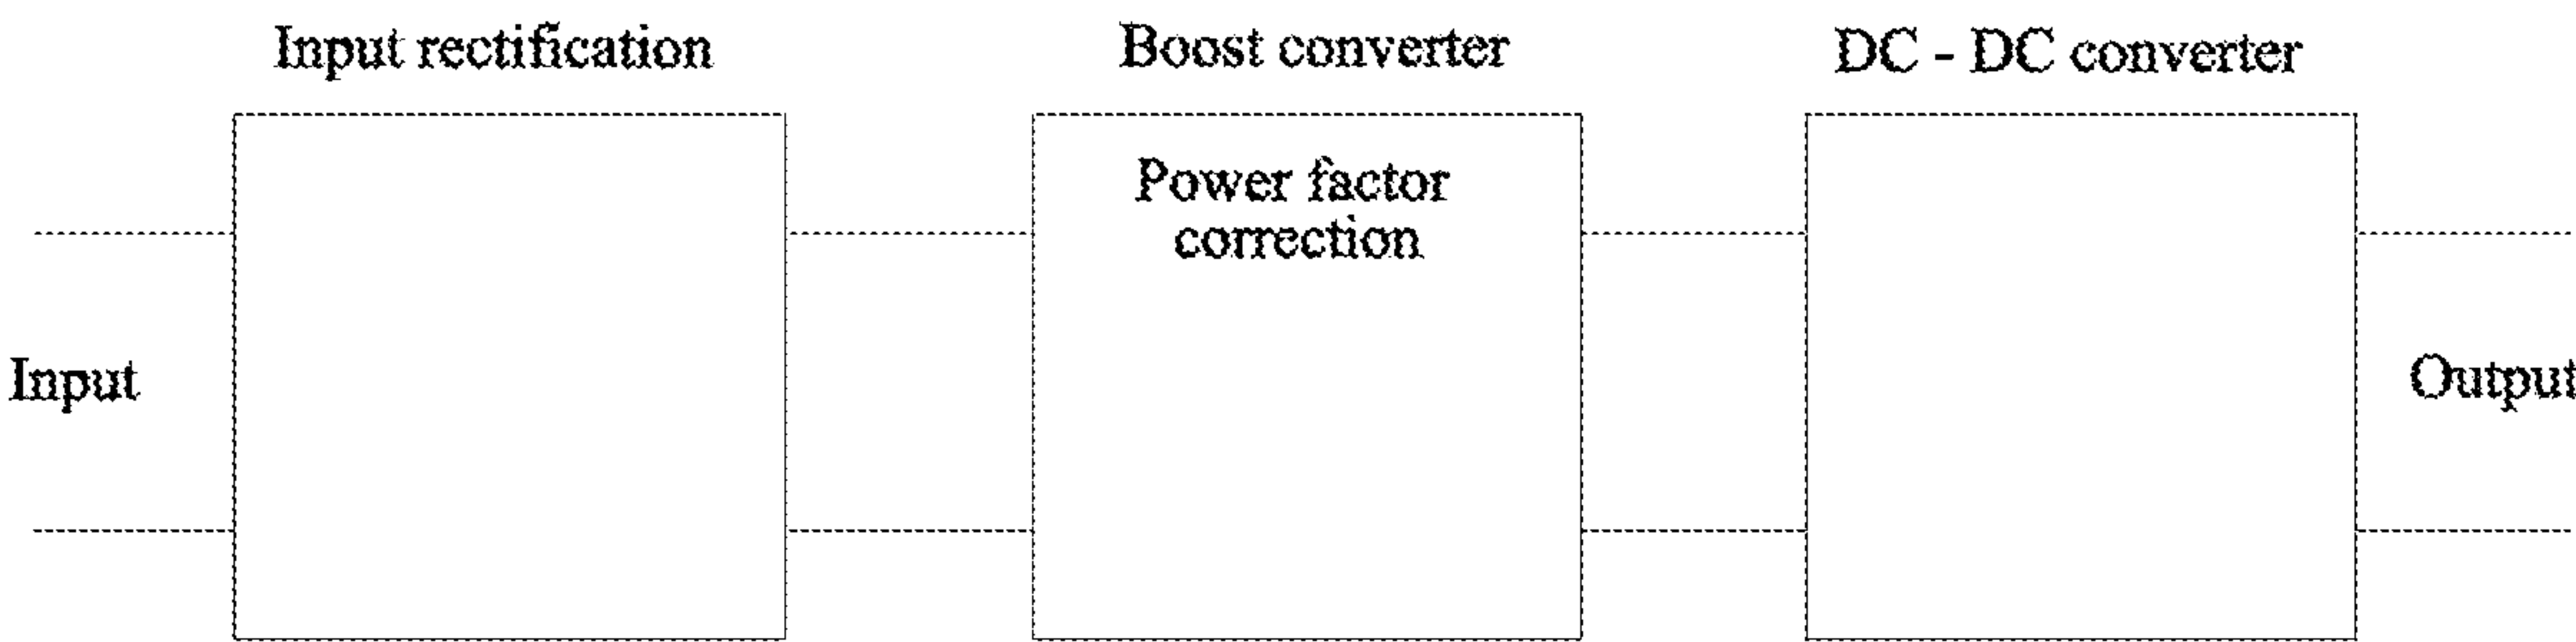 Input rectification
Boost converter
DC - DC converter
Power factor
correction
Input
Output